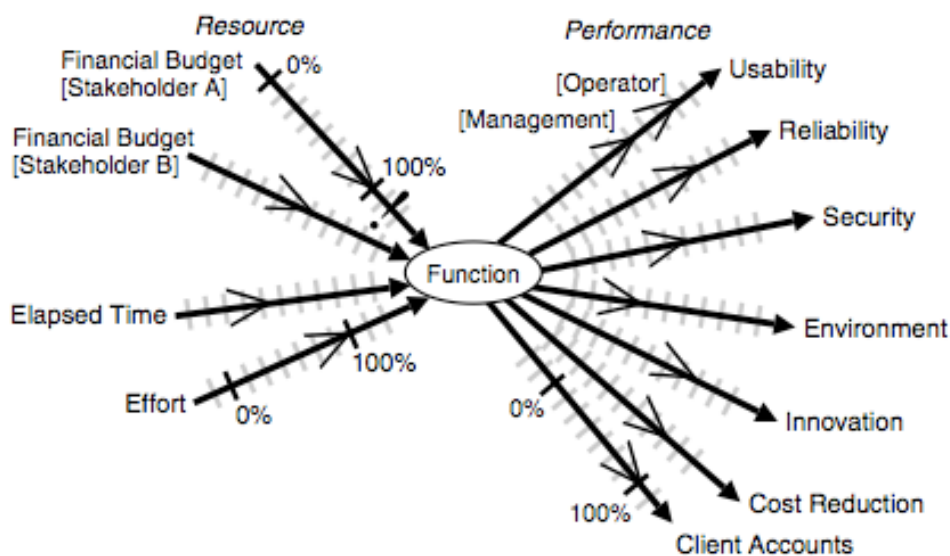 Resource
Performance
Financial Budget
[Stakeholder A]
0%
100%
Financial Budget
[Stakeholder B]
Elapsed Time
Effort
0%
100%
Function
[Operator]
[Management]
Usability
Reliability
Security
Environment
Innovation
Cost Reduction
Client Accounts
0%
100%